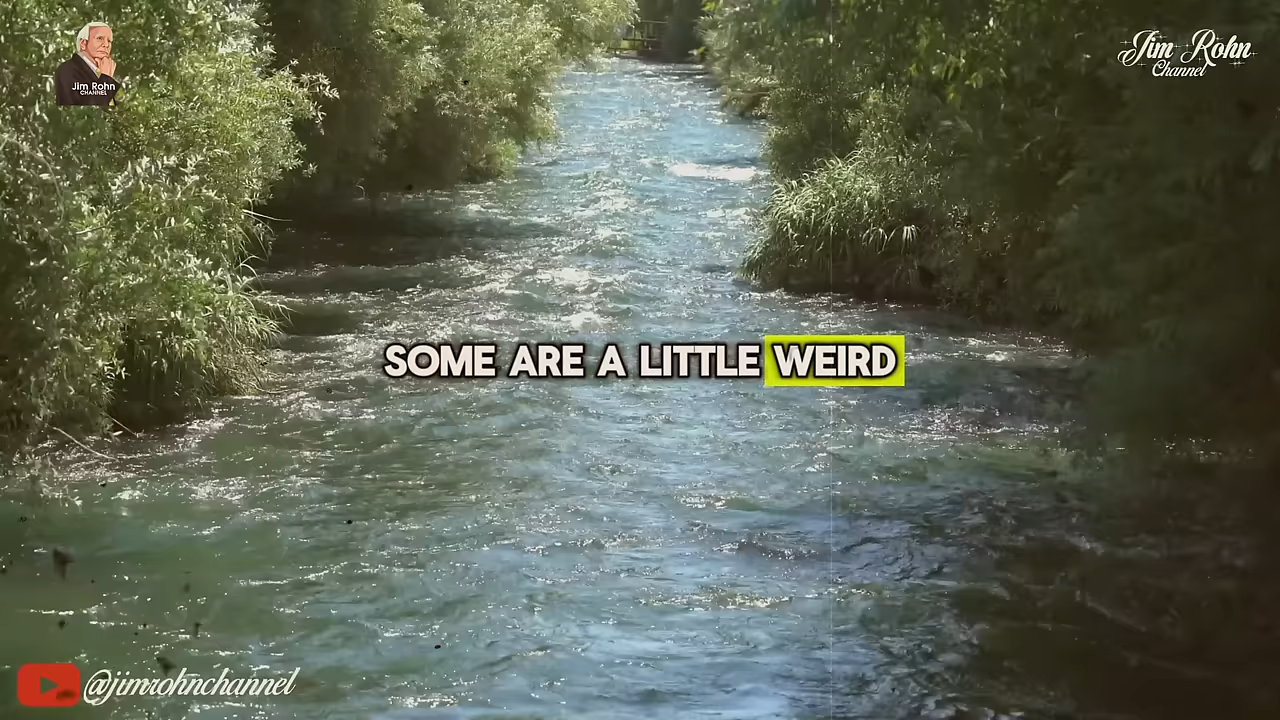 Jim Rohn
CHANNEL
Jim Rohn
Channel
SOME ARE A LITTLE WEIRD
@jimrohnchannel